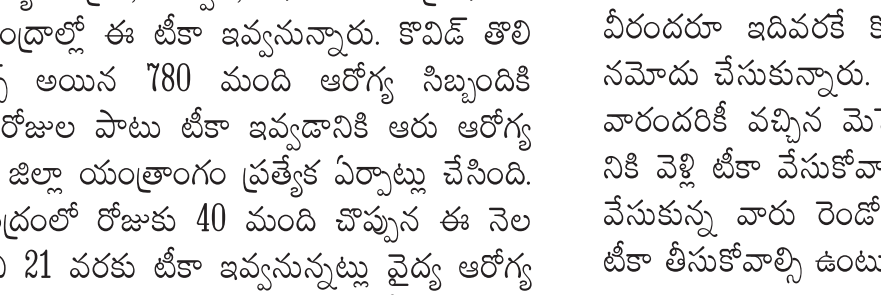 ఈ టీకా ఇవ్వనున్నారు. కొవిడ్ తొలి
అయిన 780 మంది ఆరోగ్య సిబ్బందికి
రోజుల పాటు టీకా ఇవ్వడానికి ఆరు ఆరోగ్య
జిల్లా యంత్రాంగం ప్రత్యేక ఏర్పాట్లు చేసింది.
రోజుకు 40 మంది చొప్పున ఈ నెల
21 వరకు టీకా ఇవ్వనున్నట్లు వైద్య ఆరోగ్య
వీరందరూ ఇదివరకే
నమోదు చేసుకున్నారు.
వారందరికీ వచ్చిన
నికి వెళ్లి టీకా
వేసుకున్న వారు
టీకా తీసుకోవాల్సి